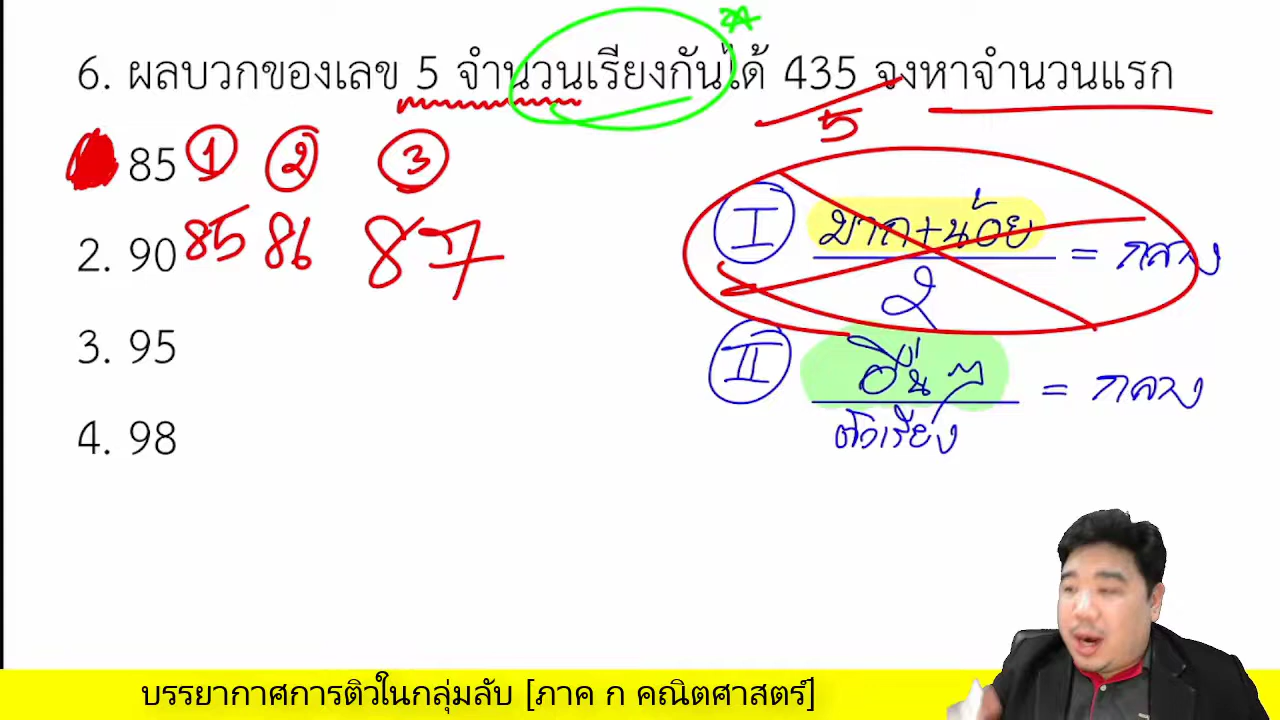 6. ผลบวกของเลข 5 จำนวนเรียงกันได้ 435 จงหาจำนวนแรก
5
85 1 2 3
2. 90 85 86 87
3. 95
4. 98
I มาก+น้อย = กลาง
2
II อื่น ๆ = กลาง
ตัวเรียง
บรรยากาศการติวในกลุ่มลับ [ภาค ก คณิตศาสตร์]